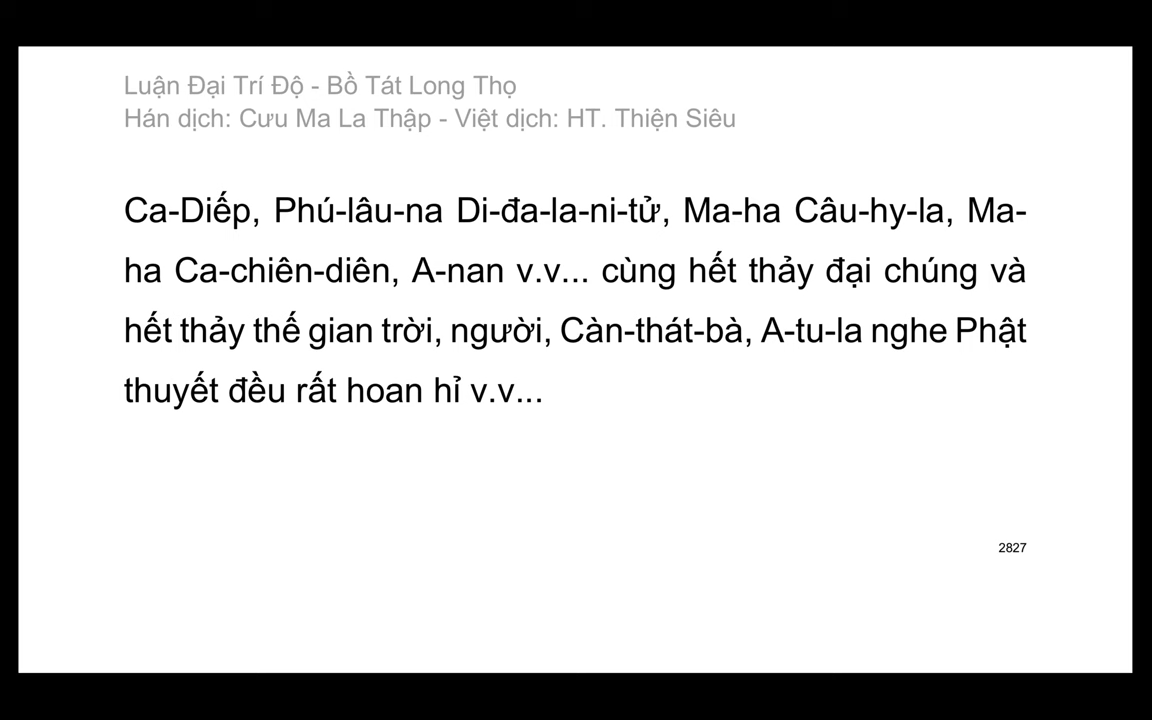 Luận Đại Trí Độ - Bồ Tát Long Thọ
Hán dịch: Cưu Ma La Thập - Việt dịch: HT. Thiện Siêu
Ca-Diếp, Phú-lâu-na Di-đa-la-ni-tử, Ma-ha Câu-hy-la, Ma-
ha Ca-chiên-diên, A-nan v.v... cùng hết thảy đại chúng và
hết thảy thế gian trời, người, Càn-thát-bà, A-tu-la nghe Phật
thuyết đều rất hoan hỉ v.v...
2827